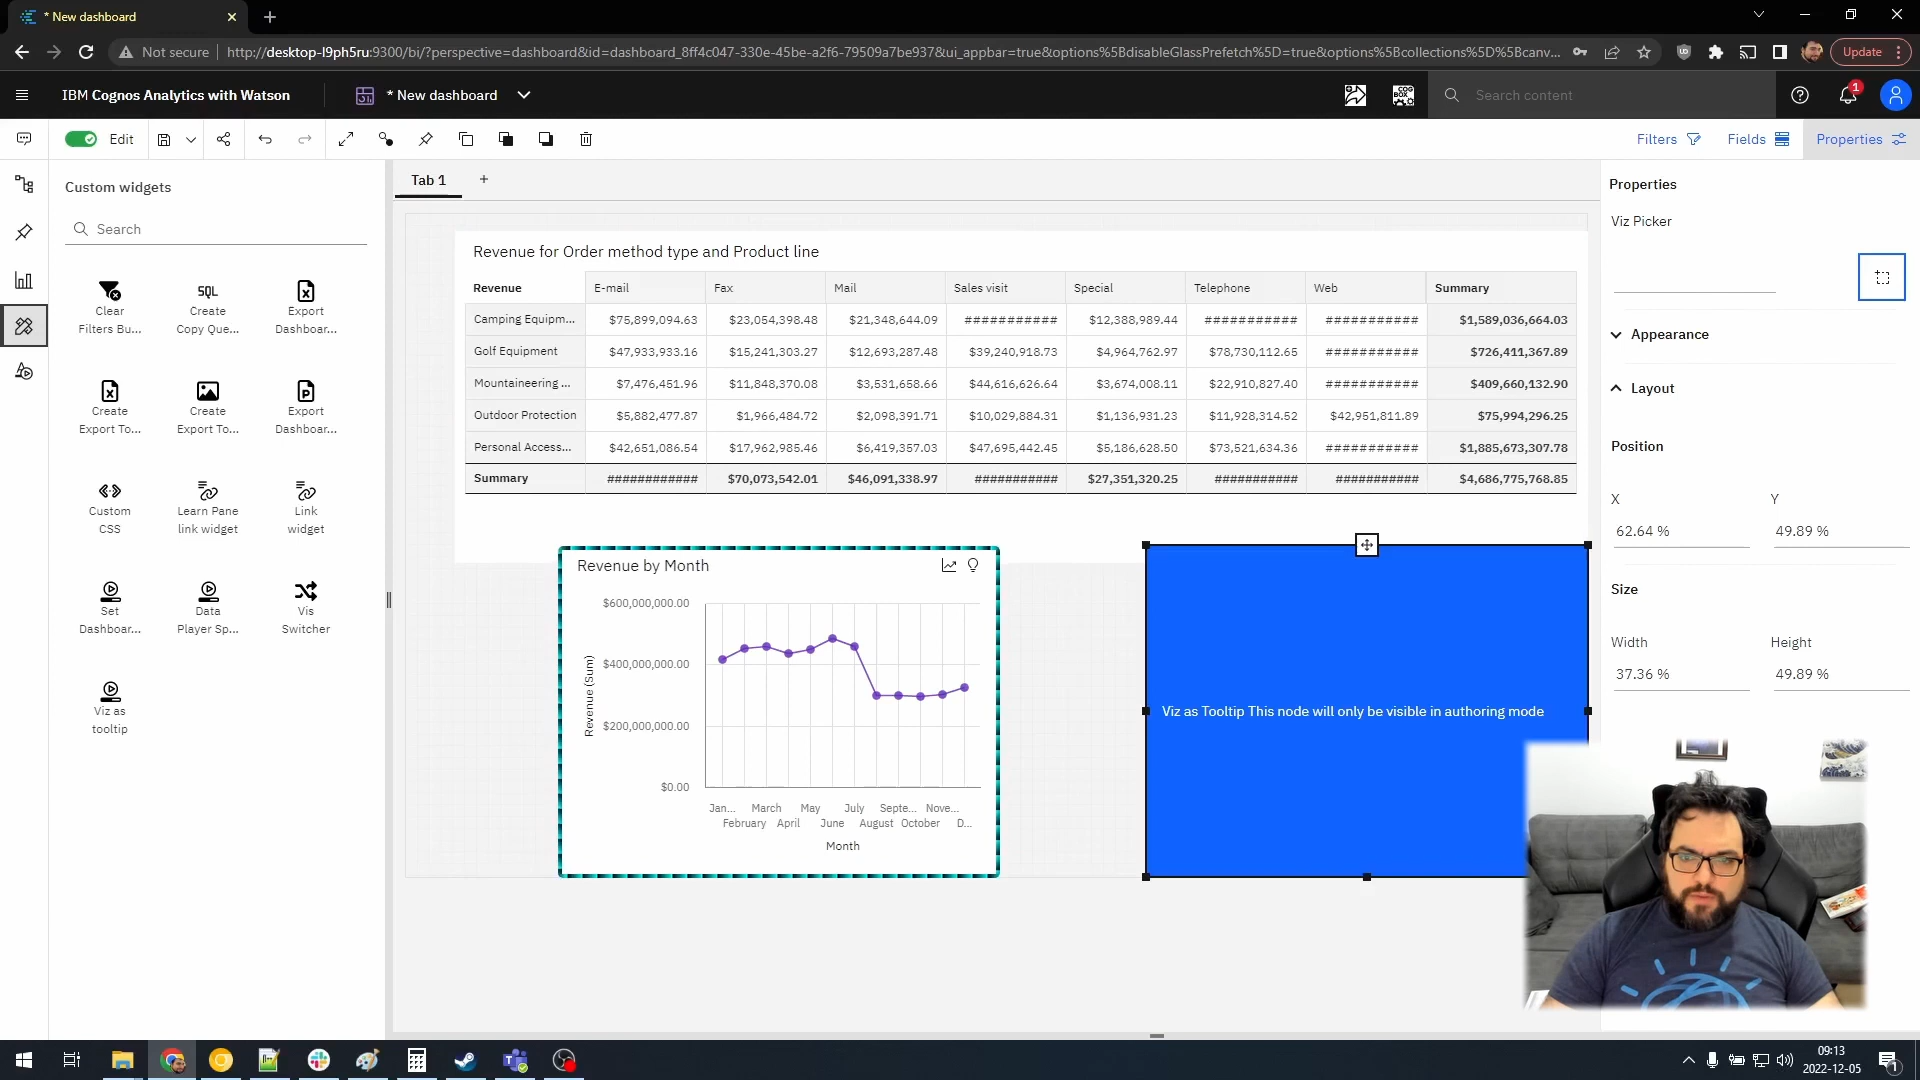 * New dashboard
Not secure
http://desktop-l9ph5ru:9300/bi/?perspective=dashboard&id=dashboard_8ff4c047-330e-45be-a2f6-79509a7be937&ui_appbar=true&options%5BdisableGlassPrefetch%5D=true&options%5Bcollections%5D%5Bcanv...
Update
IBM Cognos Analytics with Watson
* New dashboard
Search content
1
Edit
Filters
Fields
Properties
Custom widgets
Search
Clear
Filters Bu...
SQL
Create
Copy Que...
Export
Dashboar...
Create
Export To...
Create
Export To...
Export
Dashboar...
Custom
CSS
Learn Pane
link widget
Link
widget
Set
Dashboar...
Data
Player Sp...
Vis
Switcher
Viz as
tooltip
Tab 1
Revenue for Order method type and Product line
Revenue E-mail Fax Mail Sales visit Special Telephone Web Summary
Camping Equipm... $75,899,094.63 $23,054,398.48 $21,348,644.09 ########### $12,388,989.44 ########### ########### $1,589,036,664.03
Golf Equipment $47,933,933.16 $15,241,303.27 $12,693,287.48 $39,240,918.73 $4,964,762.97 $78,730,112.65 ########### $726,411,367.89
Mountaineering ... $7,476,451.96 $11,848,370.08 $3,531,658.66 $44,616,626.64 $3,674,008.11 $22,910,827.40 ########### $409,660,132.90
Outdoor Protection $5,882,477.87 $1,966,484.72 $2,098,391.71 $10,029,884.31 $1,136,931.23 $11,928,314.52 $42,951,811.89 $75,994,296.25
Personal Access... $42,651,086.54 $17,962,985.46 $6,419,357.03 $47,695,442.45 $5,186,628.50 $73,521,634.36 ########### $1,885,673,307.78
Summary ########### $70,073,542.01 $46,091,338.97 ########### $27,351,320.25 ########### ########### $4,686,775,768.85
Revenue by Month
$600,000,000.00
$400,000,000.00
$200,000,000.00
$0.00
Revenue (Sum)
Jan... March May July Septe... Nove...
February April June August October D...
Month
Viz as Tooltip This node will only be visible in authoring mode
Properties
Viz Picker
Appearance
Layout
Position
X Y
62.64 % 49.89 %
Size
Width Height
37.36 % 49.89 %
09:13
2022-12-05
1